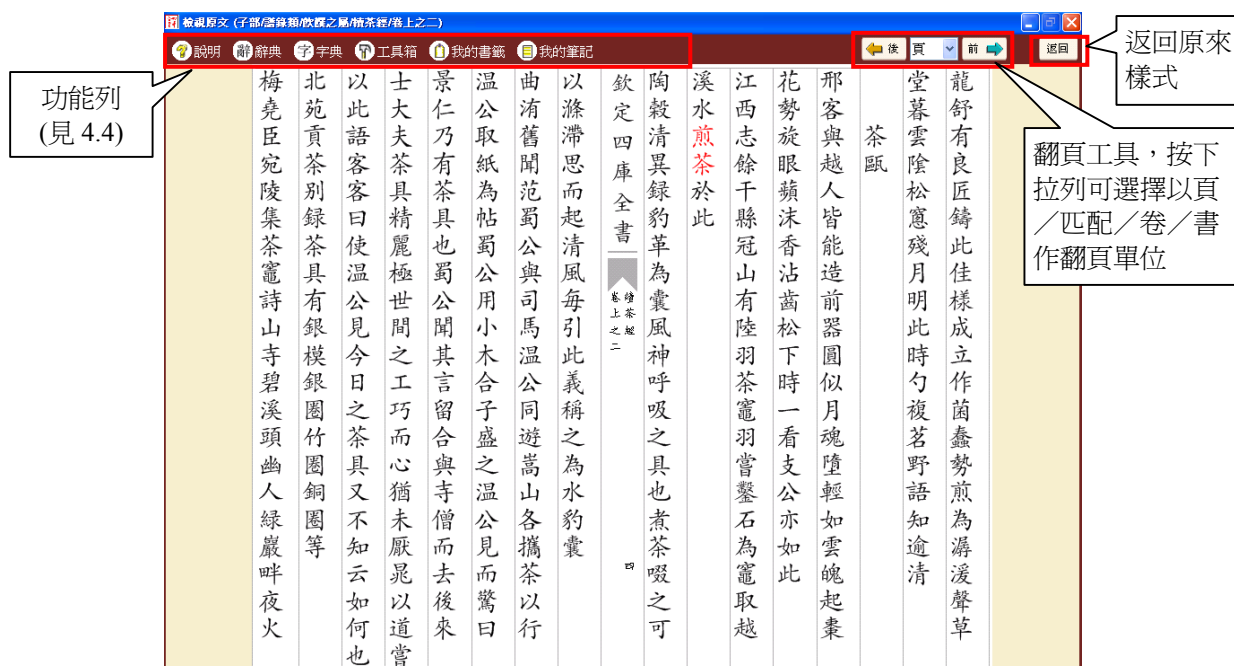 檢視原文 (子部/譜錄類/飲饌之屬/續茶經/卷上之二)
說明 辭典 字典 工具箱 我的書籤 我的筆記
後 頁 前 返回
返回原來
樣式
功能列
(見 4.4)
翻頁工具，按下
拉列可選擇以頁
／匹配／卷／書
作翻頁單位
龍舒有良匠鑄此佳樣成立作菌蠢勢煎為潺湲聲草
堂暮雲陰松窻殘月明此時勺複茗野語知逾清
茶甌
邢客與越人皆能造前器圓似月魂墮輕如雲魄起棗
花勢旋眼蘋沫香沾齒松下時一看支公亦如此
江西志餘干縣冠山有陸羽茶竈羽嘗鑿石為竈取越
溪水煎茶於此
陶穀清異録豹革為囊風神呼吸之具也煮茶啜之可
欽定四庫全書
續茶經
卷上之二
四
以滌滯思而起清風毎引此義稱之為水豹囊
曲洧舊聞范蜀公與司馬温公同遊嵩山各攜茶以行
温公取紙為帖蜀公用小木合子盛之温公見而驚曰
景仁乃有茶具也蜀公聞其言留合與寺僧而去後來
士大夫茶具精麗極世間之工巧而心猶未厭晁以道嘗
以此語客客曰使温公見今日之茶具又不知云如何也
北苑貢茶别録茶具有銀模銀圏竹圏銅圏等
梅堯臣宛陵集茶竈詩山寺碧溪頭幽人緑巖畔夜火